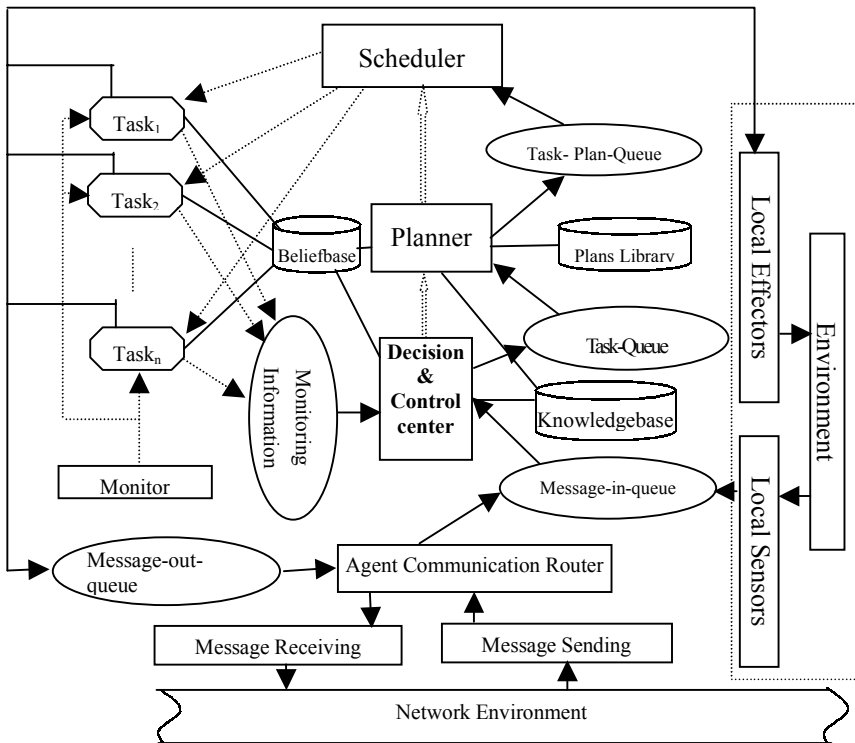 Scheduler
Task1
Task- Plan-Queue
Task2
Beliefbase
Planner
Plans Library
Local Effectors
Environment
Taskn
Monitoring
Information
Decision
&
Control
center
Task-Queue
Knowledgebase
Monitor
Message-in-queue
Local Sensors
Message-out-
queue
Agent Communication Router
Message Receiving
Message Sending
Network Environment